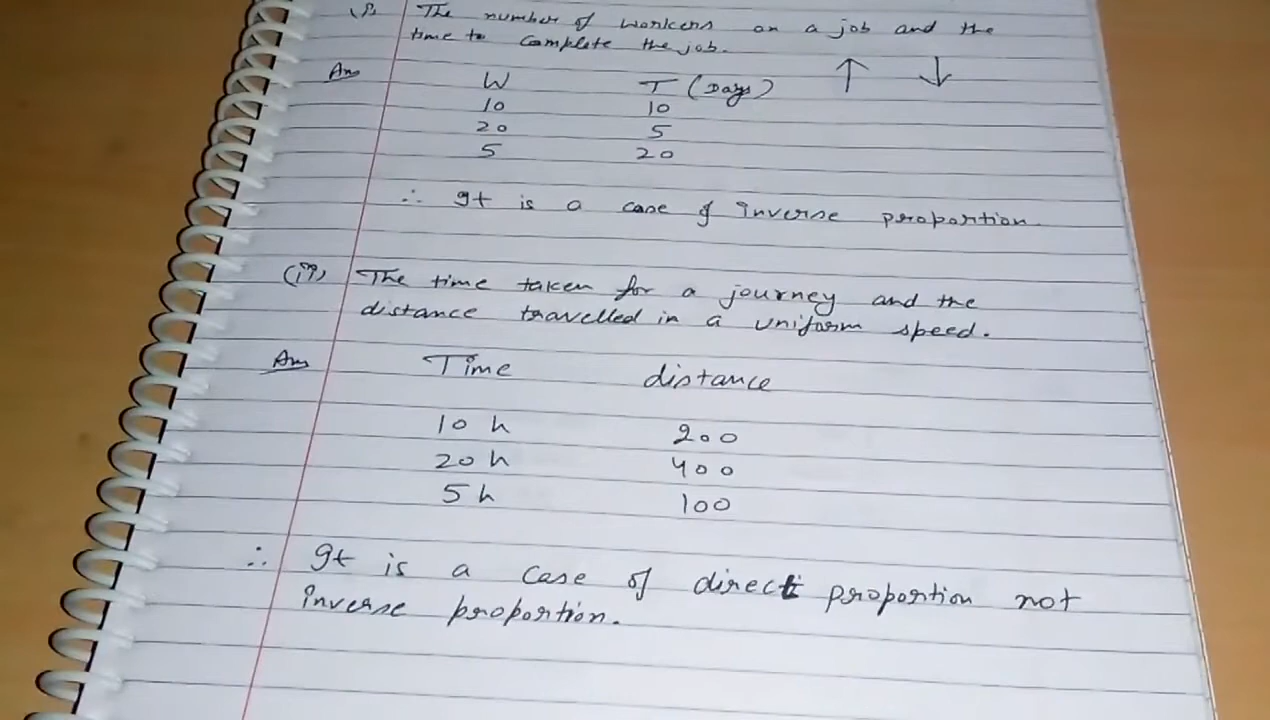 (i) The number of workers on a job and the
time to complete the job.
Ans
W T (Days) ↑ ↓
10 10
20 5
5 20
∴ It is a case of inverse proportion
(ii) The time taken for a journey and the
distance travelled in a uniform speed.
Ans Time distance
10 h 200
20 h 400
5 h 100
∴ It is a case of direct proportion not
inverse proportion.